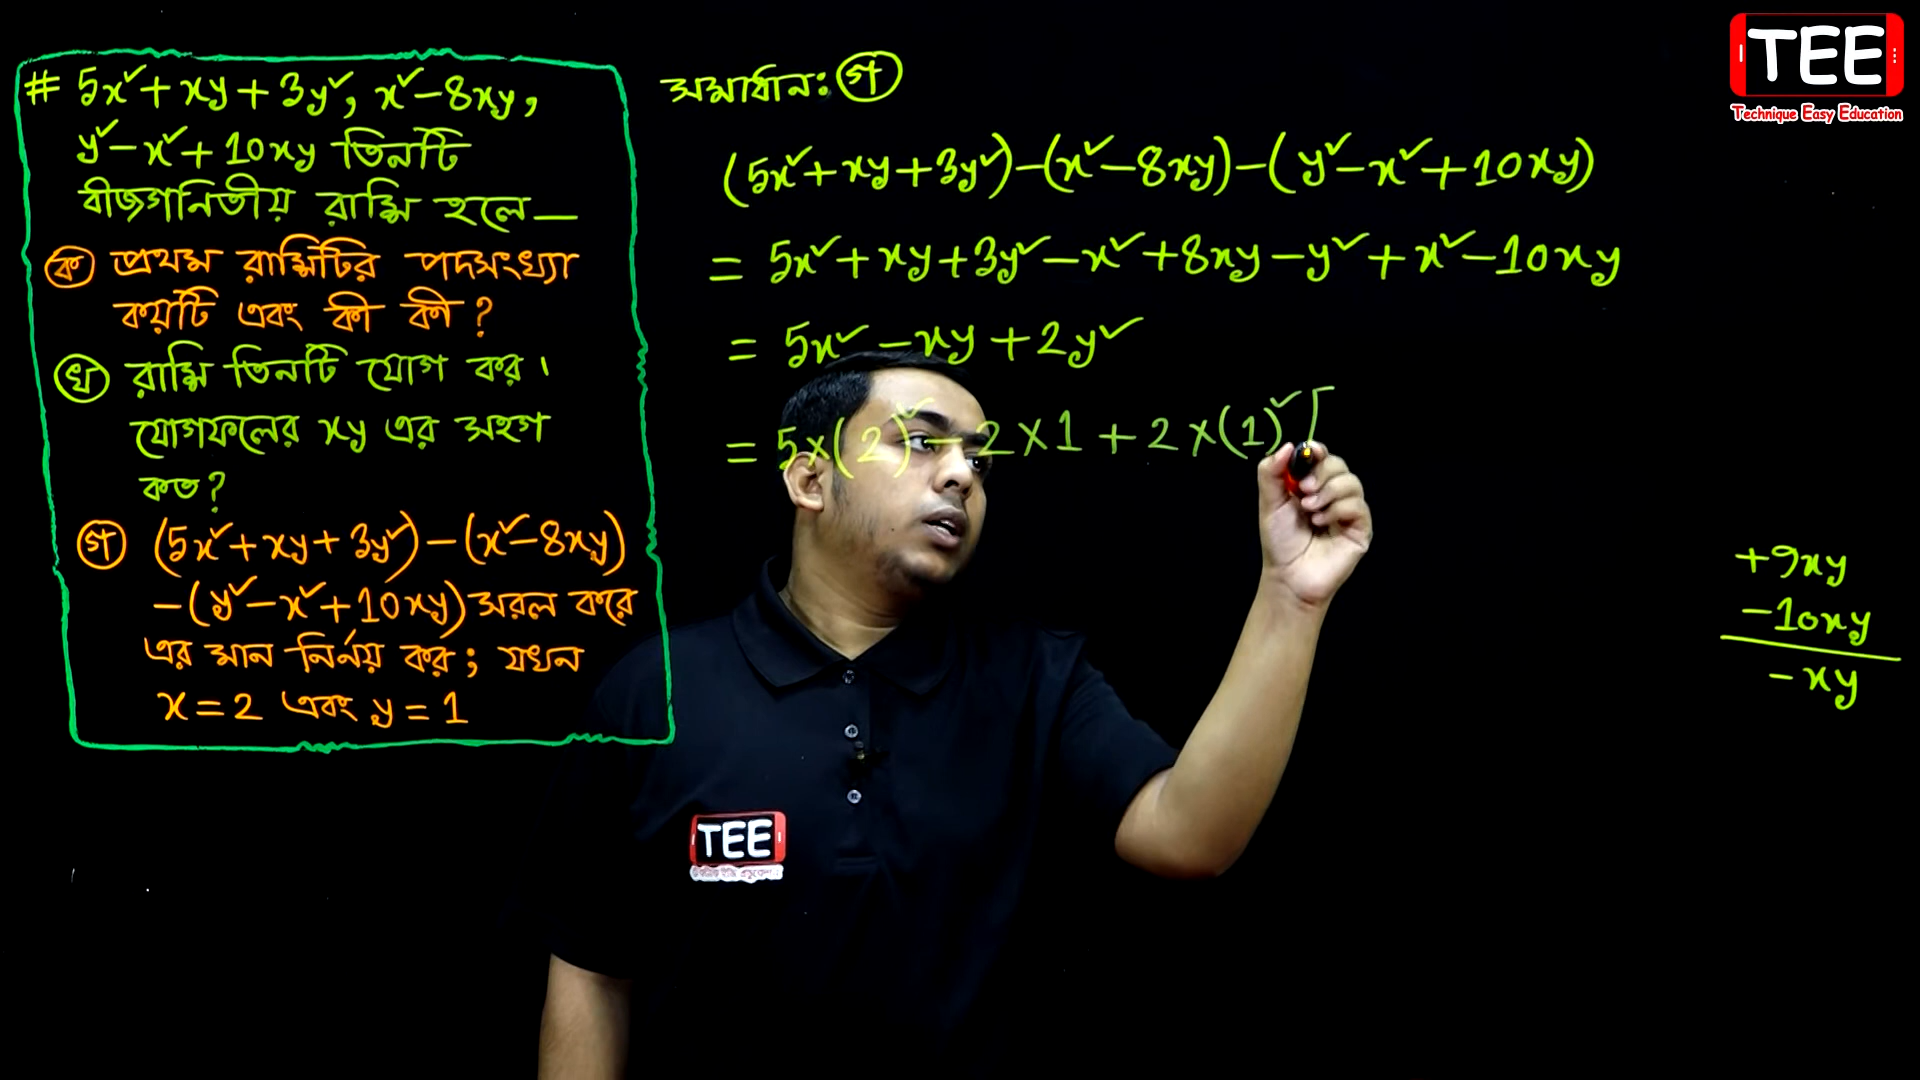 # 5x² + xy + 3y², x² - 8xy,
y² - x² + 10xy তিনটি
বীজগনিতীয় রাশি হলে—
ক প্রথম রাশিটির পদসংখ্যা
কয়টি এবং কী কী?
খ রাশি তিনটি যোগ কর।
যোগফলের xy এর সহগ
কত?
গ (5x² + xy + 3y²) - (x² - 8xy)
- (y² - x² + 10xy) সরল করে
এর মান নির্নয় কর; যখন
x = 2 এবং y = 1
সমাধান: গ
(5x² + xy + 3y²) - (x² - 8xy) - (y² - x² + 10xy)
= 5x² + xy + 3y² - x² + 8xy - y² + x² - 10xy
= 5x² - xy + 2y²
= 5×(2)² - 2×1 + 2×(1)² [
+9xy
-10xy
-xy
TEE
Technique Easy Education
TEE